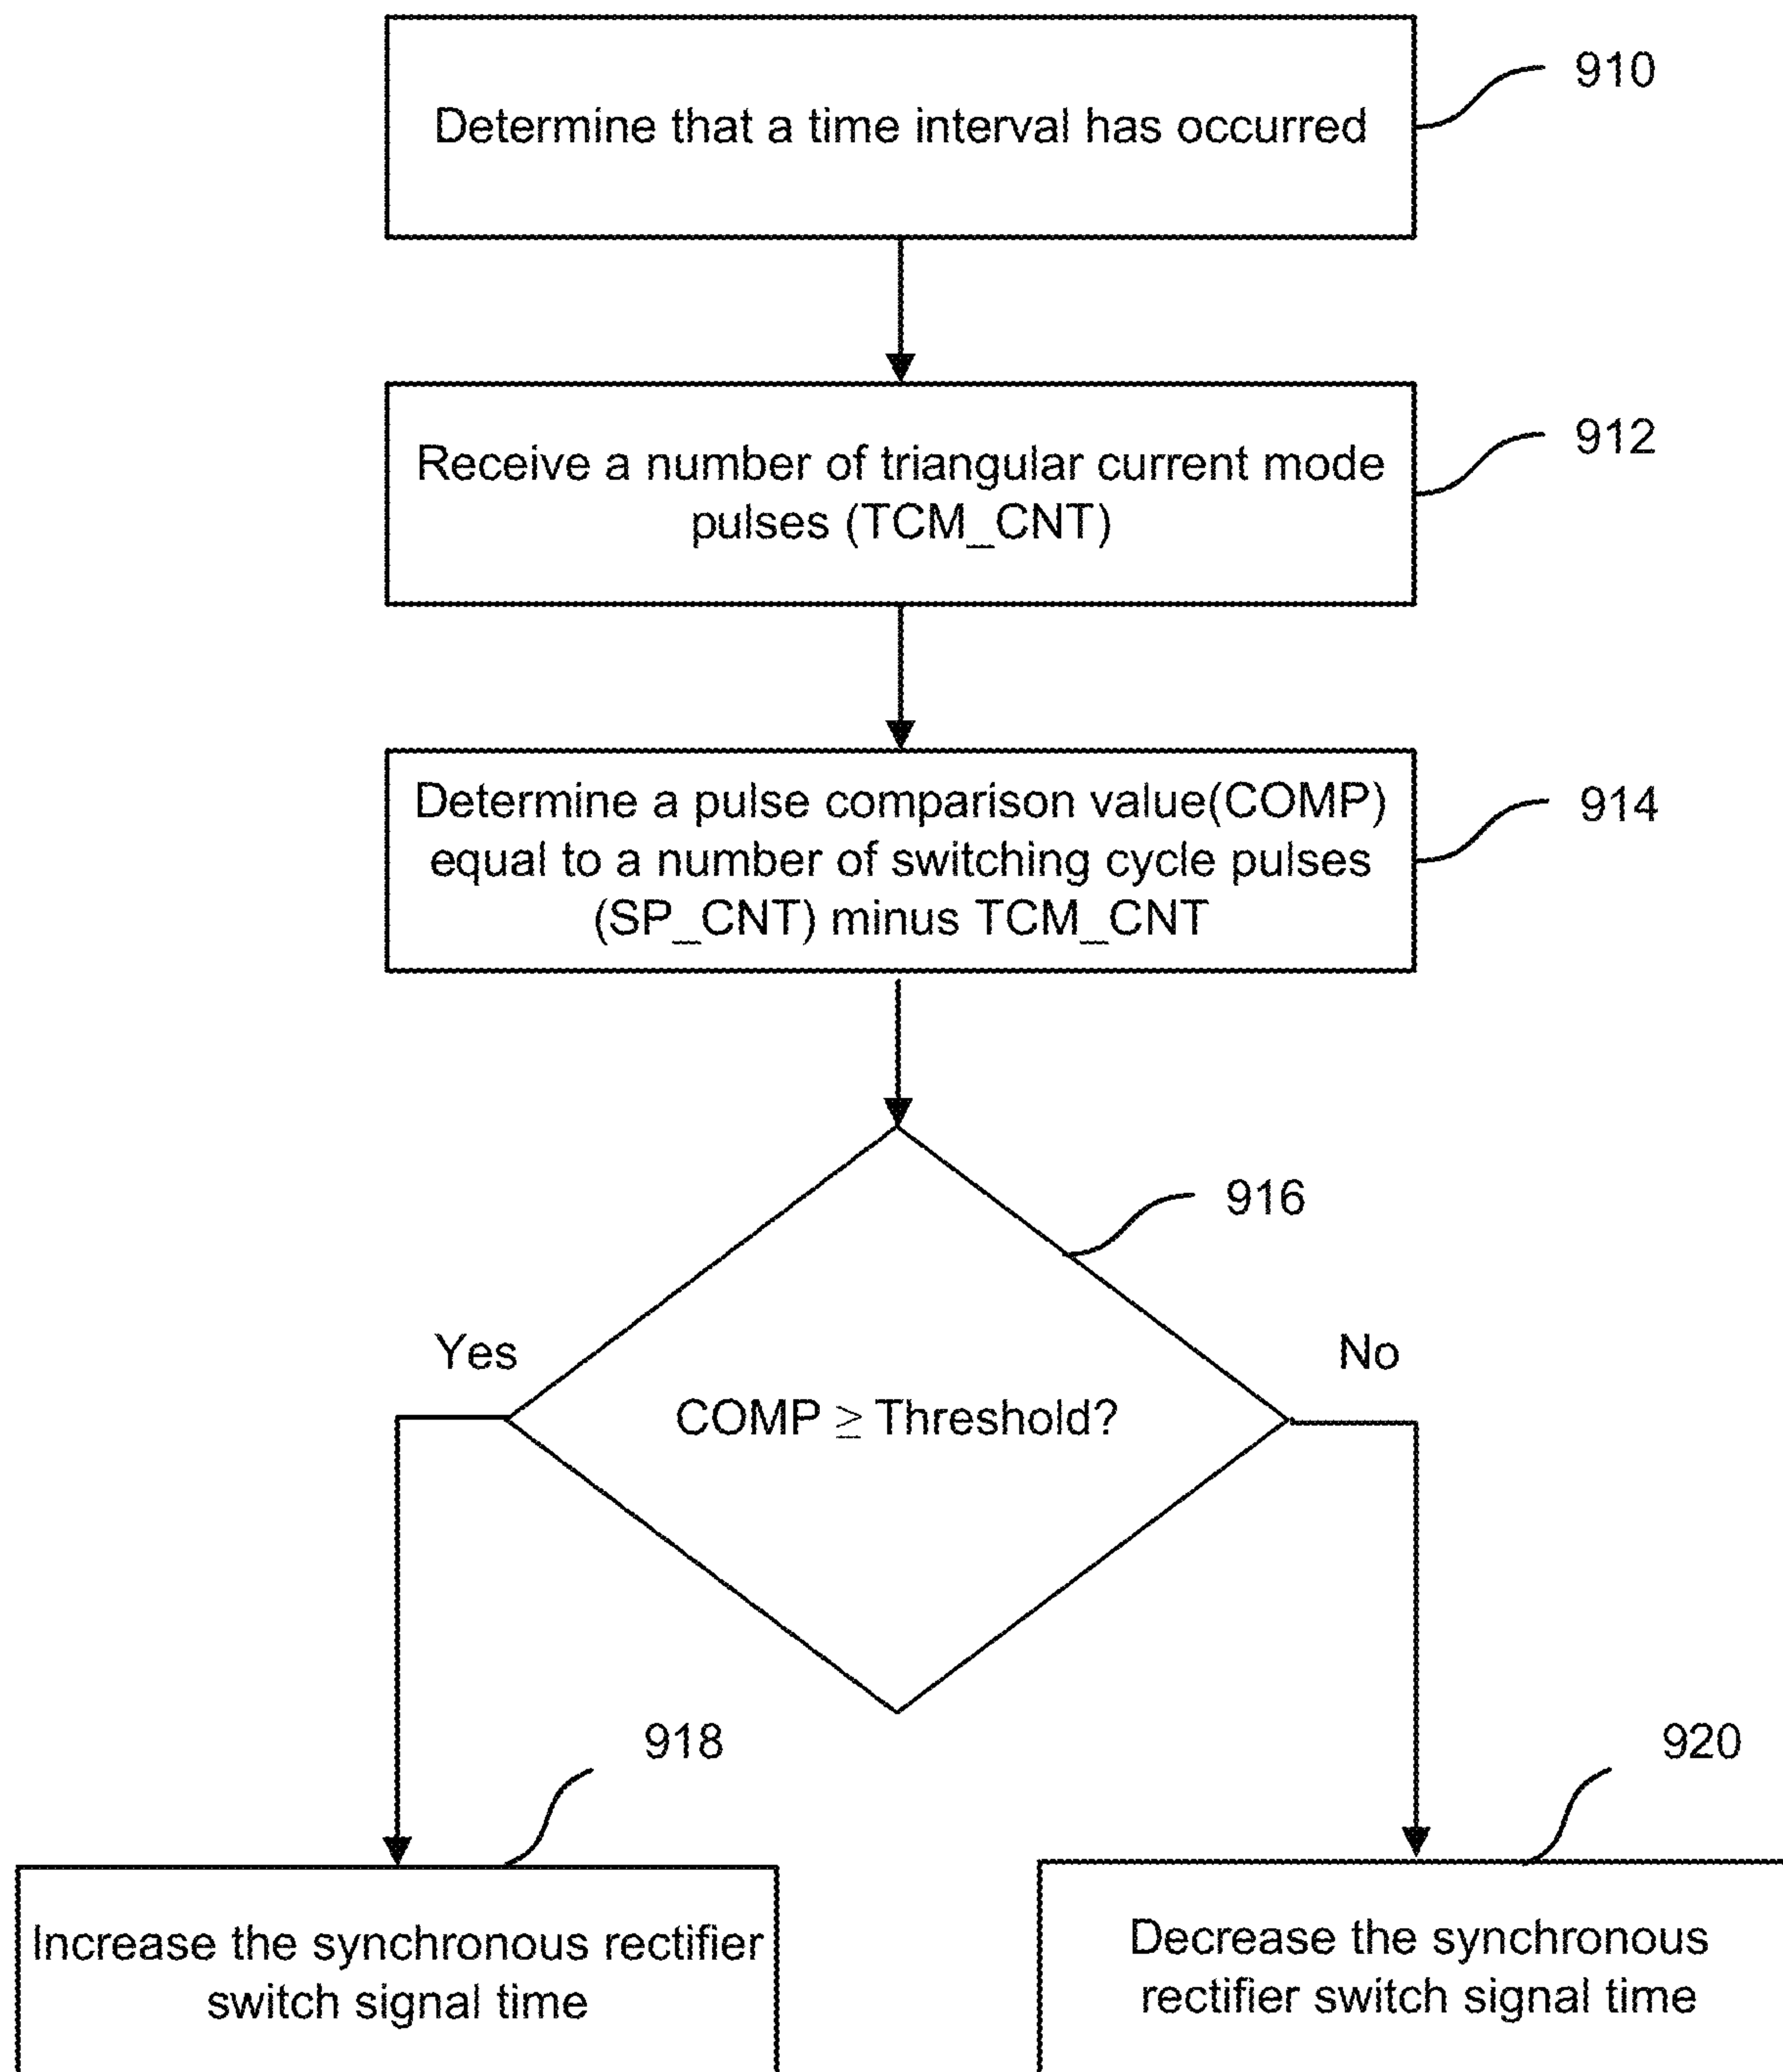 910
Determine that a time interval has occurred
912
Receive a number of triangular current mode
pulses (TCM_CNT)
Determine a pulse comparison value(COMP)
914
equal to a number of switching cycle pulses
(SP_CNT) minus TCM_CNT
916
Yes
No
COMP ≥ Threshold?
918
920
Increase the synchronous rectifier
switch signal time
Decrease the synchronous
rectifier switch signal time